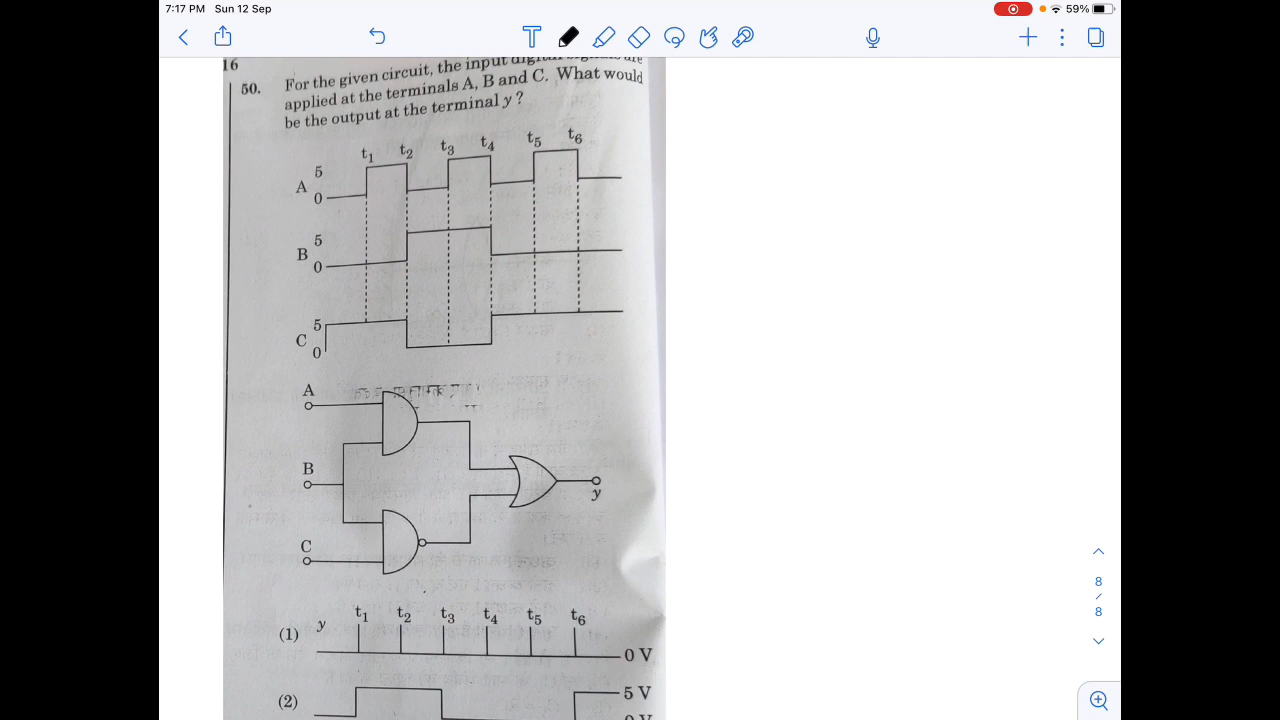 7:17 PM Sun 12 Sep
59%
T
16
50. For the given circuit, the input digital signals are
applied at the terminals A, B and C. What would
be the output at the terminal y ?
t1 t2 t3 t4 t5 t6
A 5
0
B 5
0
C 5
0
A
B
y
C
(1) y t1 t2 t3 t4 t5 t6
0 V
(2) 5 V
0 V
8
8